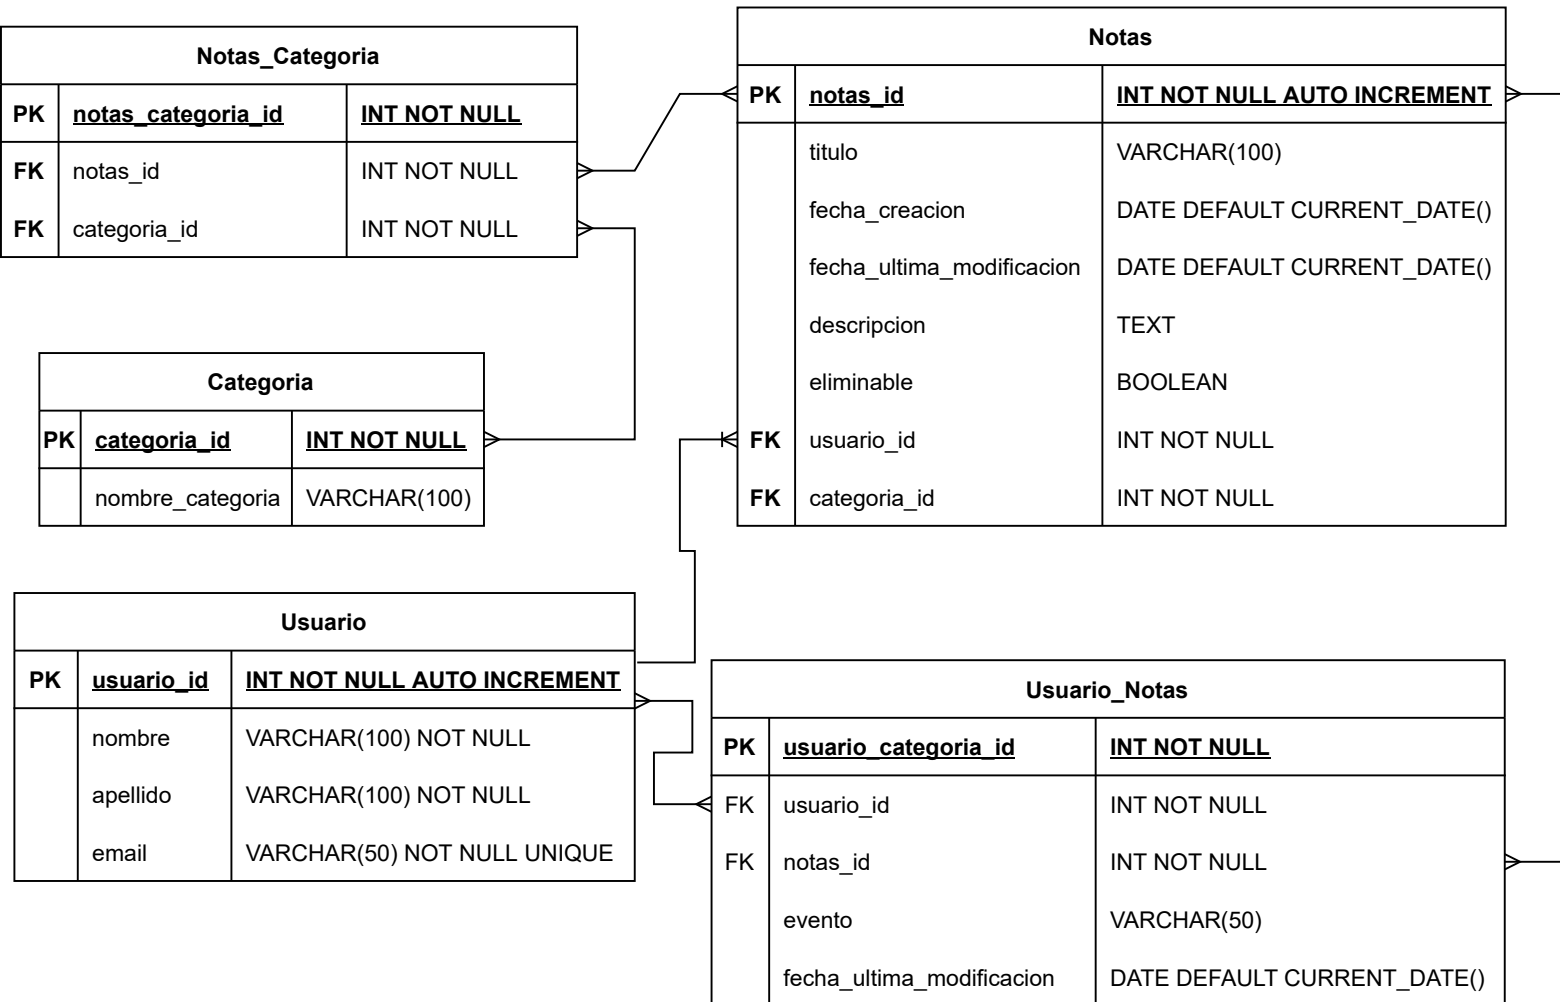 Notas_Categoria
PK notas_categoria_id INT NOT NULL
FK notas_id INT NOT NULL
FK categoria_id INT NOT NULL
Notas
PK notas_id INT NOT NULL AUTO INCREMENT
titulo VARCHAR(100)
fecha_creacion DATE DEFAULT CURRENT_DATE()
fecha_ultima_modificacion DATE DEFAULT CURRENT_DATE()
descripcion TEXT
eliminable BOOLEAN
FK usuario_id INT NOT NULL
FK categoria_id INT NOT NULL
Categoria
PK categoria_id INT NOT NULL
nombre_categoria VARCHAR(100)
Usuario
PK usuario_id INT NOT NULL AUTO INCREMENT
nombre VARCHAR(100) NOT NULL
apellido VARCHAR(100) NOT NULL
email VARCHAR(50) NOT NULL UNIQUE
Usuario_Notas
PK usuario_categoria_id INT NOT NULL
FK usuario_id INT NOT NULL
FK notas_id INT NOT NULL
evento VARCHAR(50)
fecha_ultima_modificacion DATE DEFAULT CURRENT_DATE()